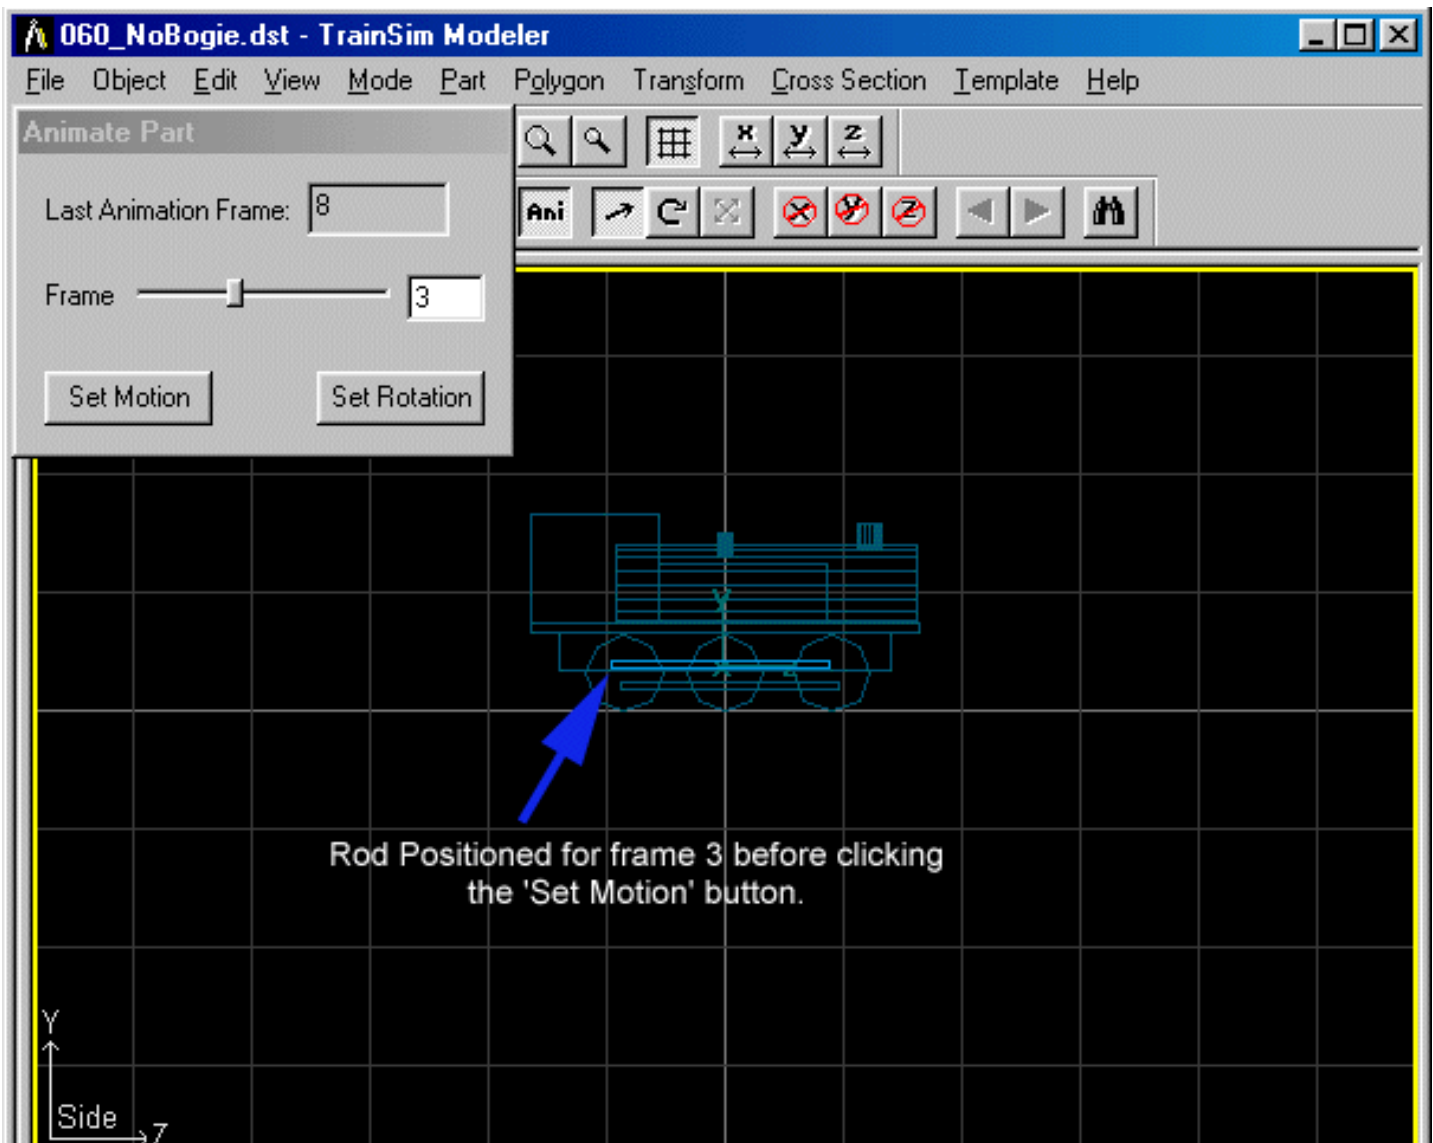 060_NoBogie.dst - TrainSim Modeler
File Object Edit View Mode Part Polygon Transform Cross Section Template Help
Animate Part
x y z
Last Animation Frame: 8
Ani x y z
Frame 3
Set Motion Set Rotation
Y
X Z
Rod Positioned for frame 3 before clicking
the 'Set Motion' button.
Y
Side
Z